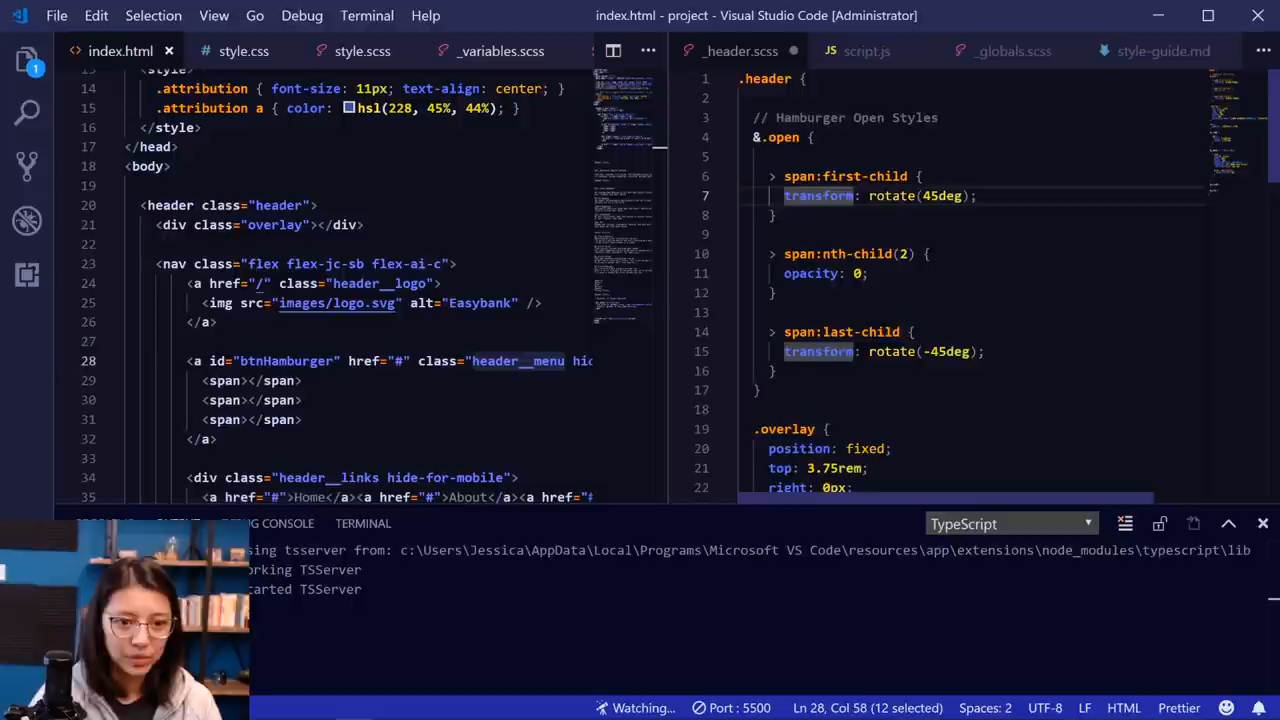 File Edit Selection View Go Debug Terminal Help
index.html - project - Visual Studio Code [Administrator]
1
index.html
style.css
style.scss
_variables.scss
14 .attribution { font-size: 11px; text-align: center; }
15 .attribution a { color: hsl(228, 45%, 44%); }
16 </style>
17 </head>
18 <body>
19
20 <header class="header">
21 <div class="overlay"></div>
22
23 <nav class="flex flex-jc-sb flex-ai-c">
24 <a href="/" class="header__logo">
25 <img src="images/logo.svg" alt="Easybank" />
26 </a>
27
28 <a id="btnHamburger" href="#" class="header__menu hid
29 <span></span>
30 <span></span>
31 <span></span>
32 </a>
33
34 <div class="header__links hide-for-mobile">
35 <a href="#">Home</a><a href="#">About</a><a href="#
_header.scss
script.js
_globals.scss
style-guide.md
1 .header {
2
3 // Hamburger Open Styles
4 &.open {
5
6 > span:first-child {
7 transform: rotate(45deg);
8 }
9
10 > span:nth-child(2) {
11 opacity: 0;
12 }
13
14 > span:last-child {
15 transform: rotate(-45deg);
16 }
17 }
18
19 .overlay {
20 position: fixed;
21 top: 3.75rem;
22 right: 0px;
CONSOLE TERMINAL
TypeScript
sing tsserver from: c:\Users\Jessica\AppData\Local\Programs\Microsoft VS Code\resources\app\extensions\node_modules\typescript\lib
orking TSServer
tarted TSServer
Watching... Port : 5500 Ln 28, Col 58 (12 selected) Spaces: 2 UTF-8 LF HTML Prettier